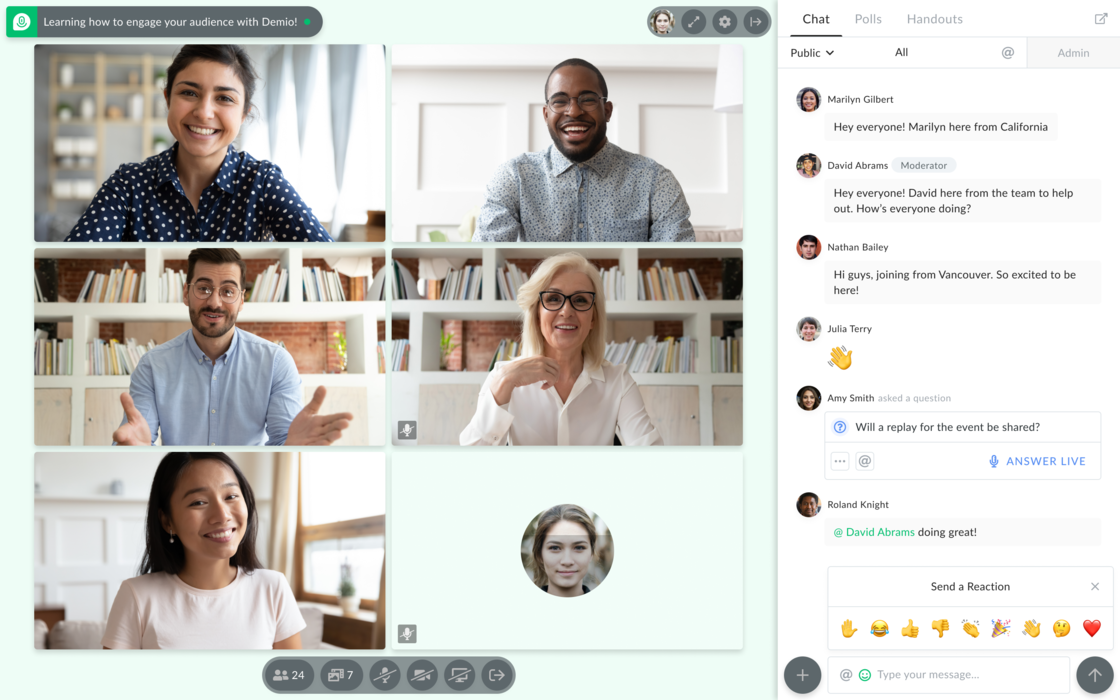 Learning how to engage your audience with Demio!
24
7
Chat
Polls
Handouts
Public
All
@
Admin
Marilyn Gilbert
Hey everyone! Marilyn here from California
David Abrams
Moderator
Hey everyone! David here from the team to help
out. How's everyone doing?
Nathan Bailey
Hi guys, joining from Vancouver. So excited to be
here!
Julia Terry
Amy Smith asked a question
Will a replay for the event be shared?
@
ANSWER LIVE
Roland Knight
@ David Abrams doing great!
Send a Reaction
@
Type your message...